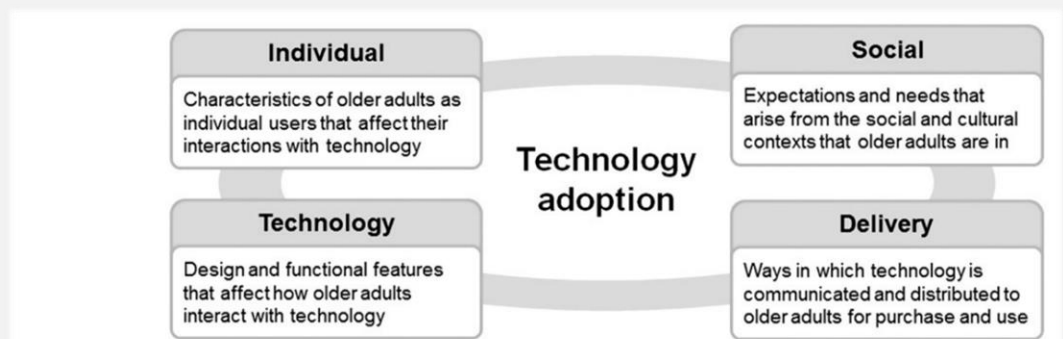 Individual
Characteristics of older adults as
individual users that affect their
interactions with technology
Social
Expectations and needs that
arise from the social and cultural
contexts that older adults are in
Technology
adoption
Technology
Design and functional features
that affect how older adults
interact with technology
Delivery
Ways in which technology is
communicated and distributed to
older adults for purchase and use